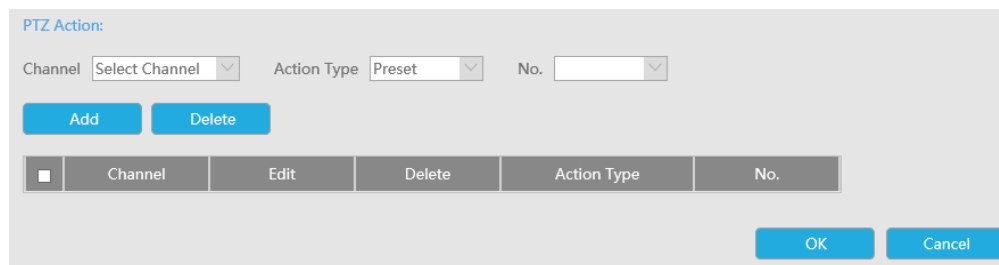 PTZ Action:
Channel Select Channel Action Type Preset No.
Add Delete
Channel Edit Delete Action Type No.
OK Cancel